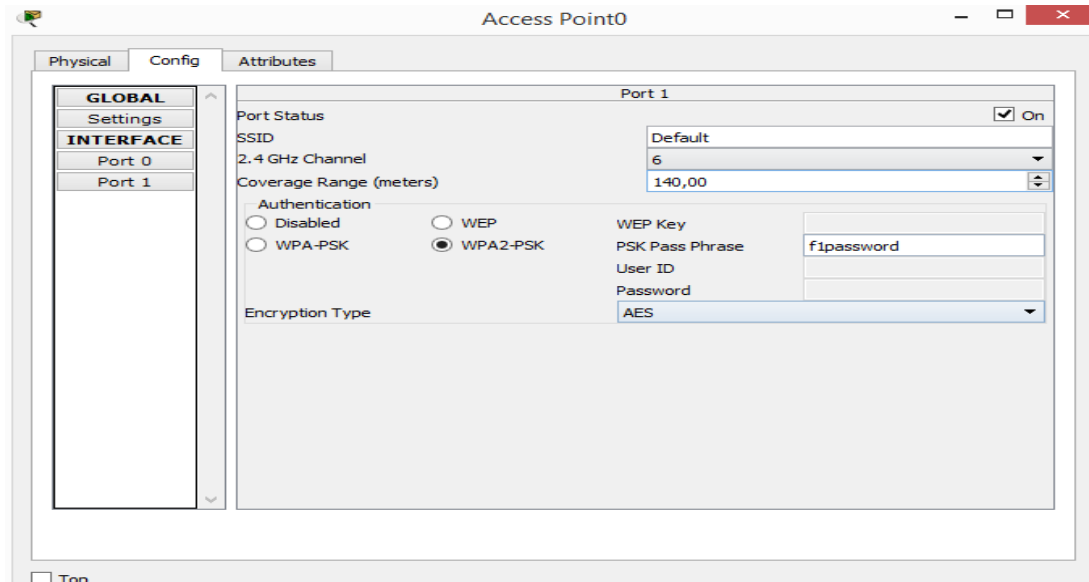 Access Point0
Physical Config Attributes
GLOBAL
Settings
INTERFACE
Port 0
Port 1
Port 1
Port Status On
SSID Default
2.4 GHz Channel 6
Coverage Range (meters) 140,00
Authentication
Disabled WEP WEP Key
WPA-PSK WPA2-PSK PSK Pass Phrase f1password
User ID
Password
Encryption Type AES
Top